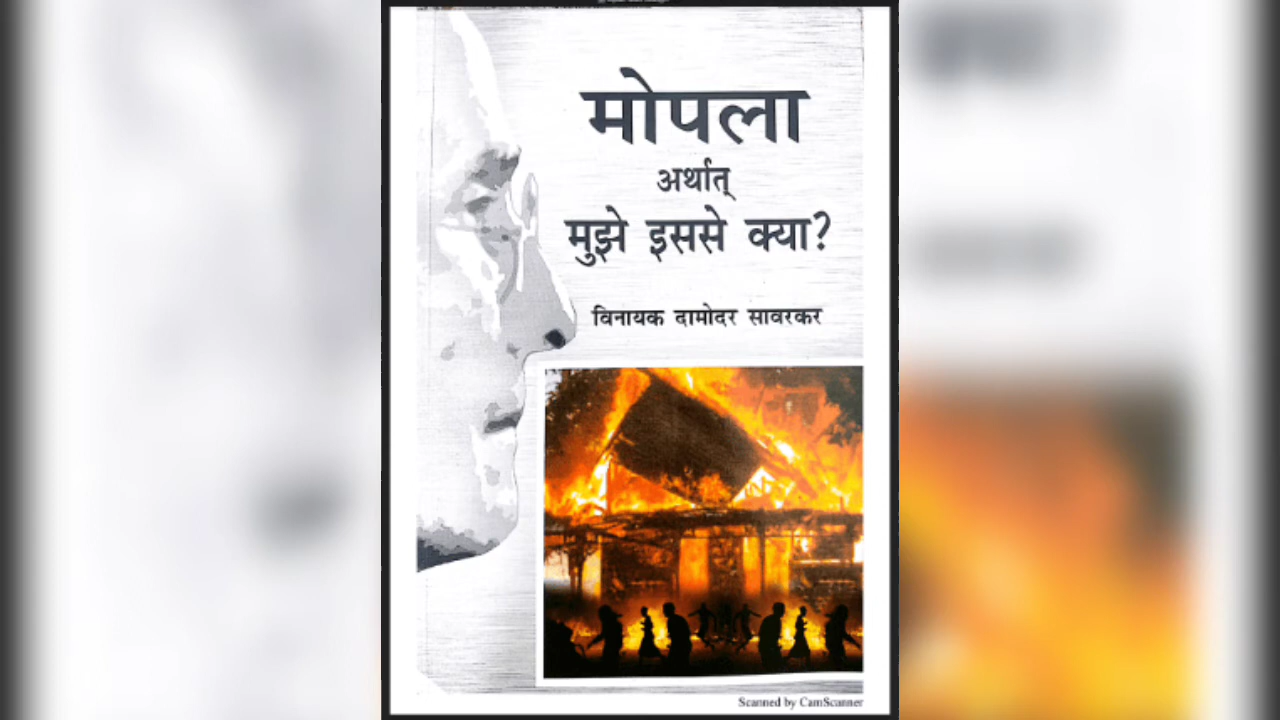 मोपला
अर्थात्
मुझे इससे क्या?
विनायक दामोदर सावरकर
Scanned by CamScanner